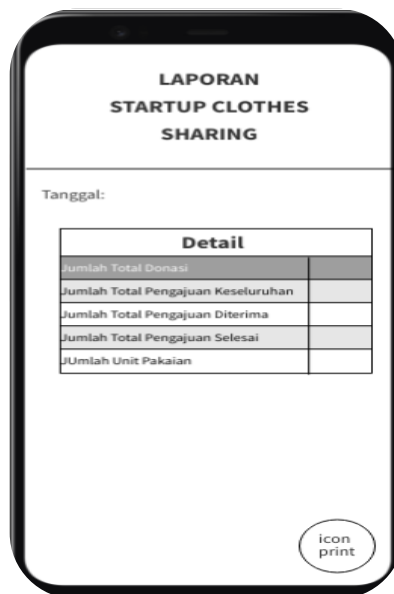 LAPORAN
STARTUP CLOTHES
SHARING
Tanggal:
Detail
Jumlah Total Donasi
Jumlah Total Pengajuan Keseluruhan
Jumlah Total Pengajuan Diterima
Jumlah Total Pengajuan Selesai
JUmlah Unit Pakaian
icon
print